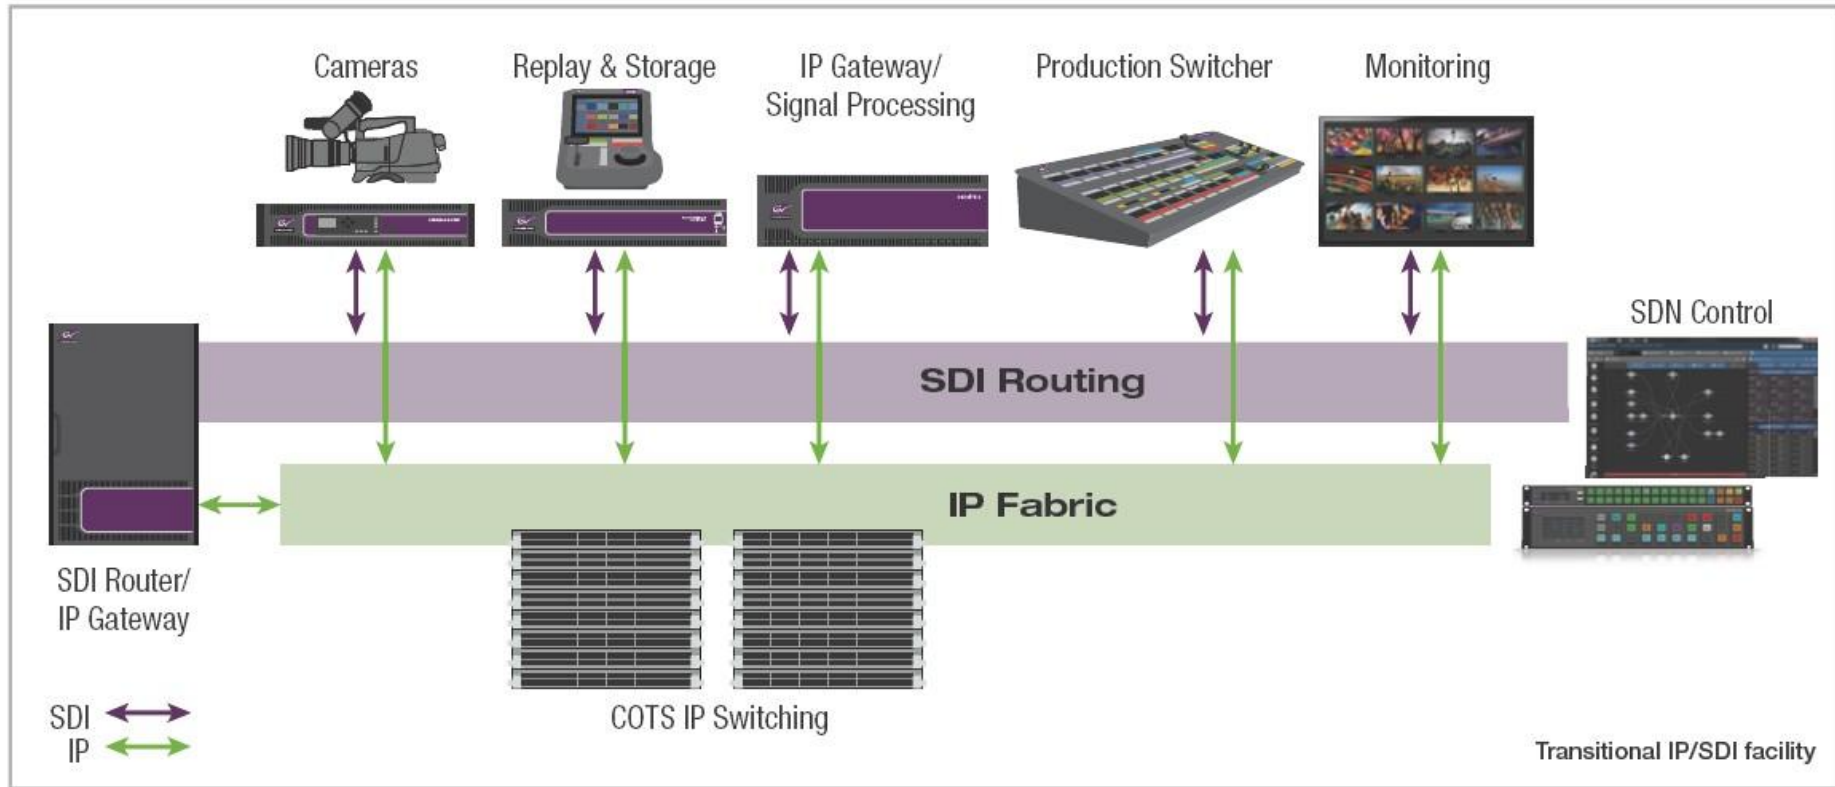 Cameras
Replay & Storage
IP Gateway/
Signal Processing
Production Switcher
Monitoring
SDN Control
SDI Routing
IP Fabric
SDI Router/
IP Gateway
COTS IP Switching
SDI
IP
Transitional IP/SDI facility